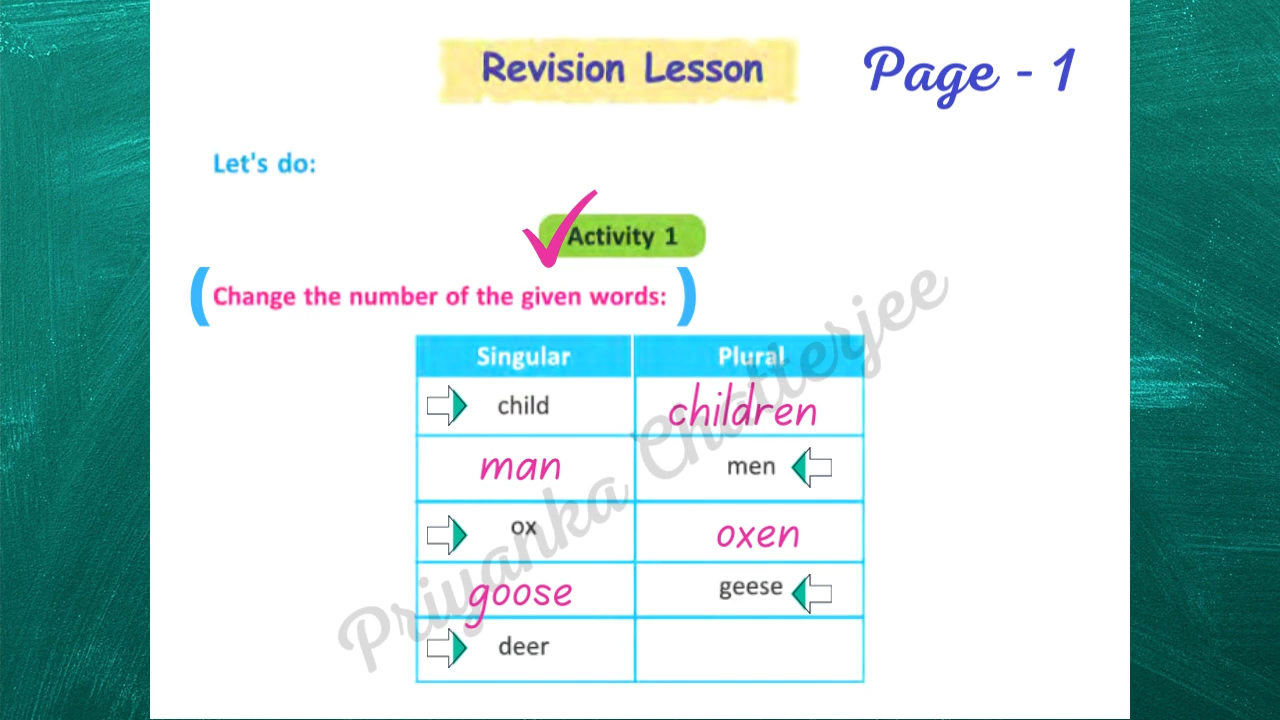 Revision Lesson
Page - 1
Let's do:
Activity 1
(Change the number of the given words:)
Singular Plural
child children
man men
ox oxen
goose geese
deer
Priyanka Chatterjee